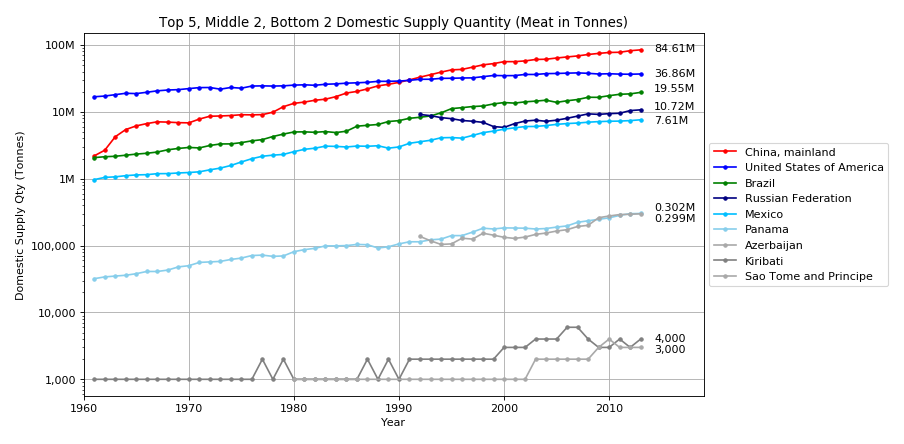 Top 5, Middle 2, Bottom 2 Domestic Supply Quantity (Meat in Tonnes)
Domestic Supply Qty (Tonnes)
100M
10M
1M
100,000
10,000
1,000
84.61M
36.86M
19.55M
10.72M
7.61M
0.302M
0.299M
4,000
3,000
China, mainland
United States of America
Brazil
Russian Federation
Mexico
Panama
Azerbaijan
Kiribati
Sao Tome and Principe
1960 1970 1980 1990 2000 2010
Year